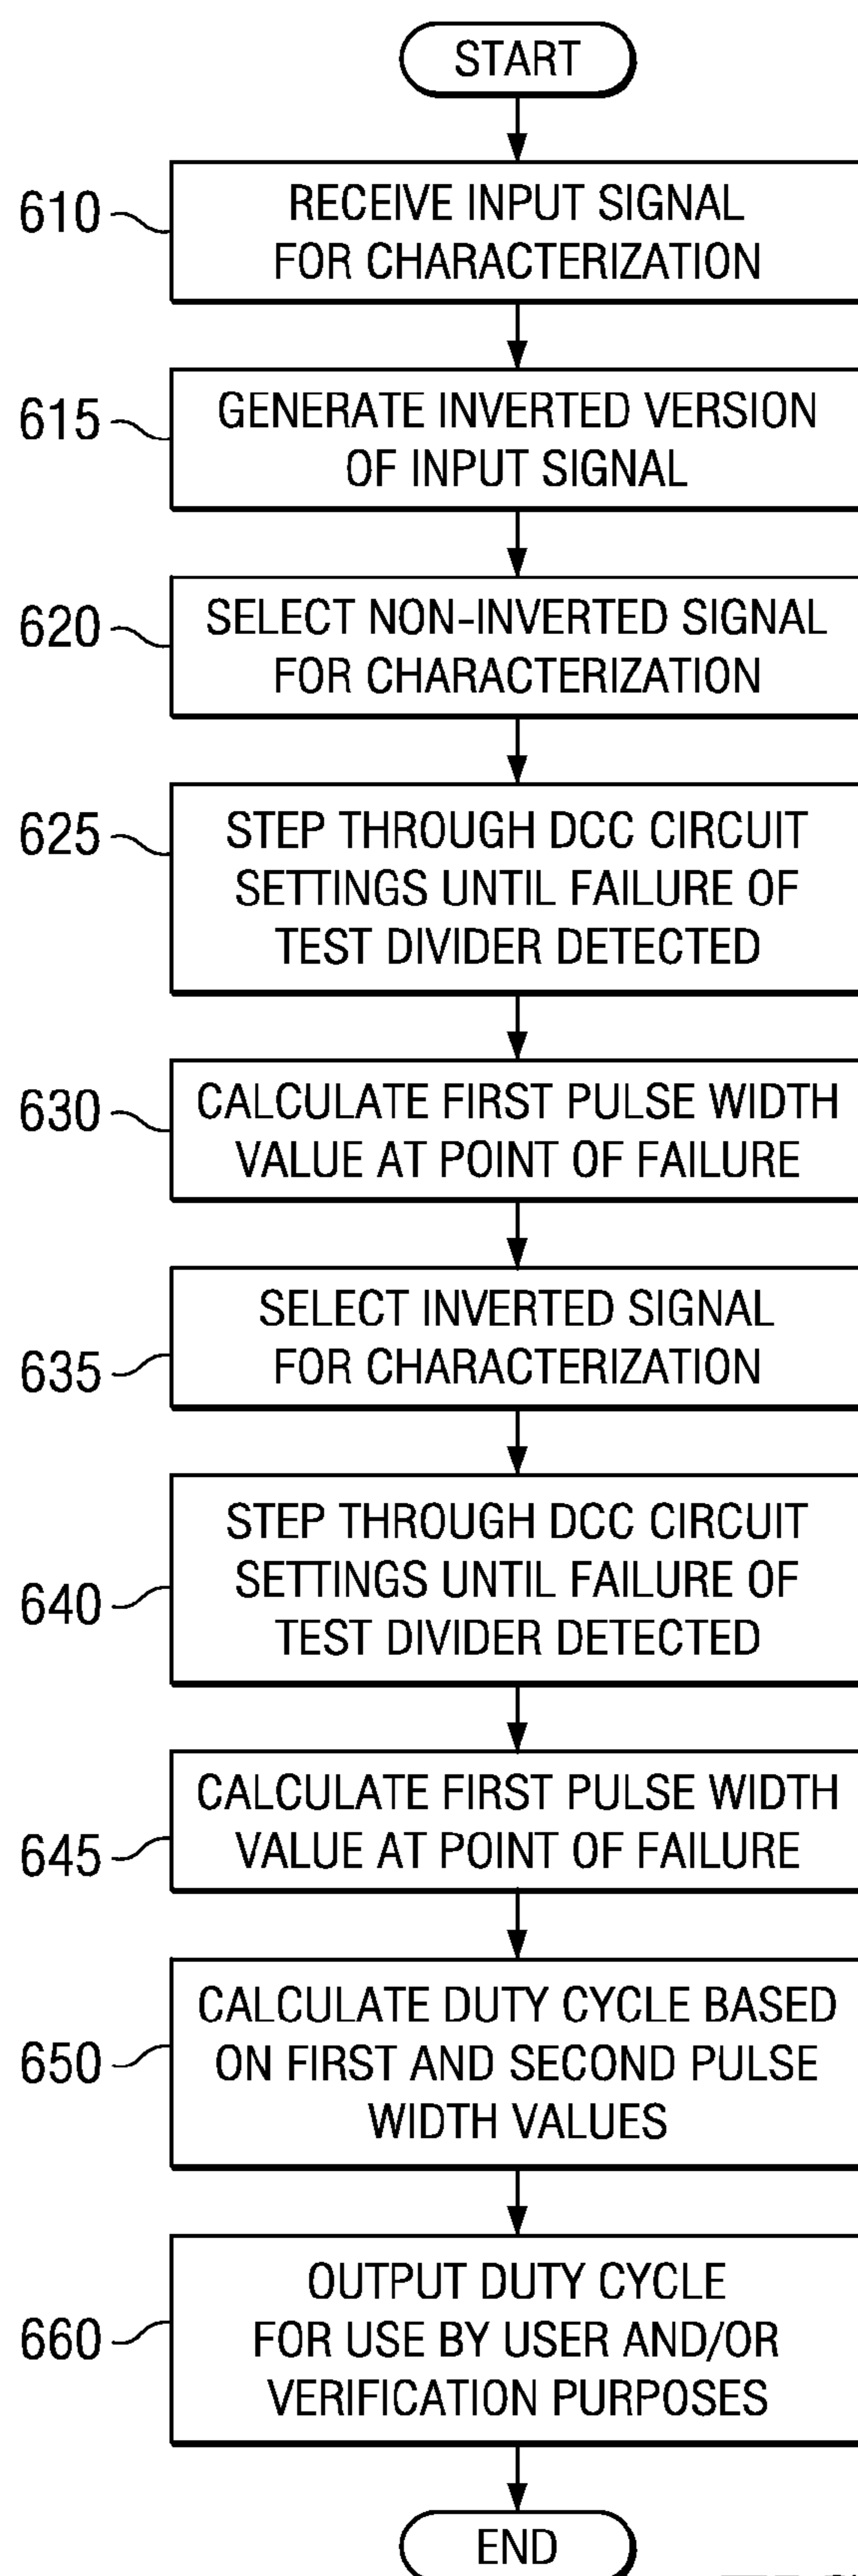 START
610
RECEIVE INPUT SIGNAL
FOR CHARACTERIZATION
615
GENERATE INVERTED VERSION
OF INPUT SIGNAL
620
SELECT NON-INVERTED SIGNAL
FOR CHARACTERIZATION
625
STEP THROUGH DCC CIRCUIT
SETTINGS UNTIL FAILURE OF
TEST DIVIDER DETECTED
630
CALCULATE FIRST PULSE WIDTH
VALUE AT POINT OF FAILURE
635
SELECT INVERTED SIGNAL
FOR CHARACTERIZATION
640
STEP THROUGH DCC CIRCUIT
SETTINGS UNTIL FAILURE OF
TEST DIVIDER DETECTED
645
CALCULATE FIRST PULSE WIDTH
VALUE AT POINT OF FAILURE
650
CALCULATE DUTY CYCLE BASED
ON FIRST AND SECOND PULSE
WIDTH VALUES
660
OUTPUT DUTY CYCLE
FOR USE BY USER AND/OR
VERIFICATION PURPOSES
END